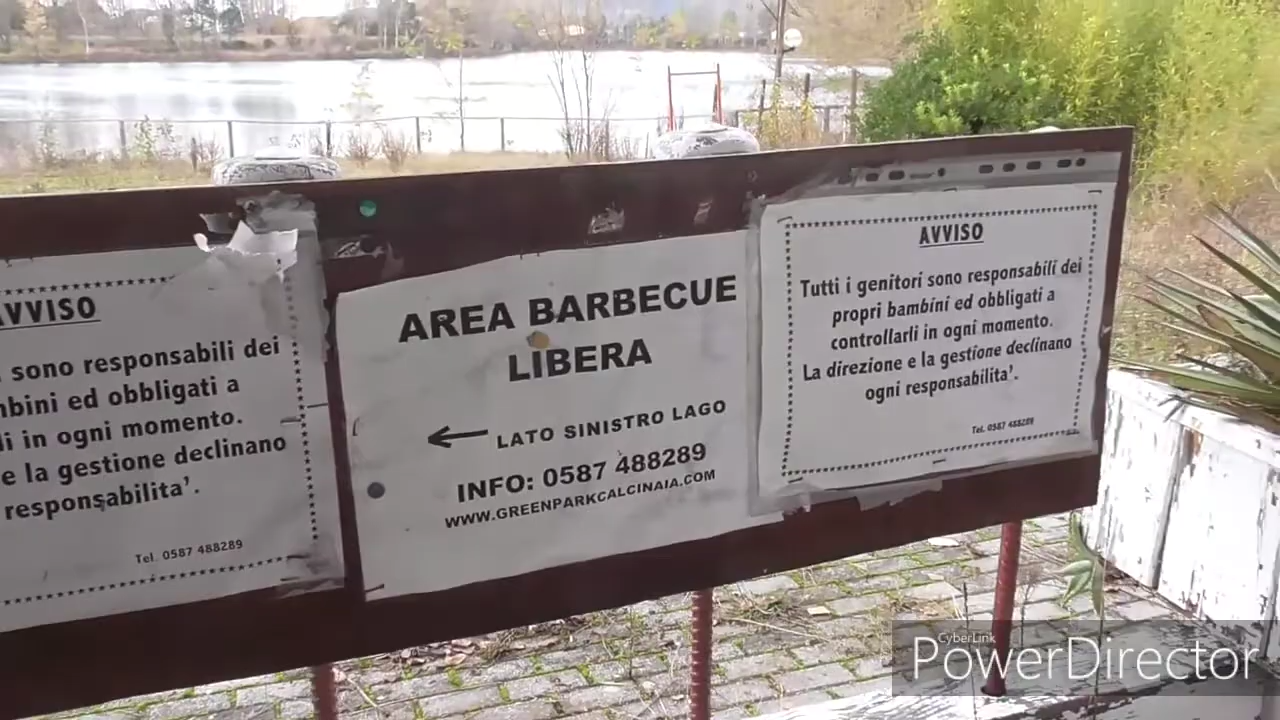 AVVISO
sono responsabili dei
bini ed obbligati a
li in ogni momento.
e la gestione declinano
responsabilita'.
Tel. 0587 488289
AREA BARBECUE
LIBERA
← LATO SINISTRO LAGO
INFO: 0587 488289
WWW.GREENPARKCALCINAIA.COM
AVVISO
Tutti i genitori sono responsabili dei
propri bambini ed obbligati a
controllarli in ogni momento.
La direzione e la gestione declinano
ogni responsabilita'.
Tel. 0587 488289
CyberLink
PowerDirector